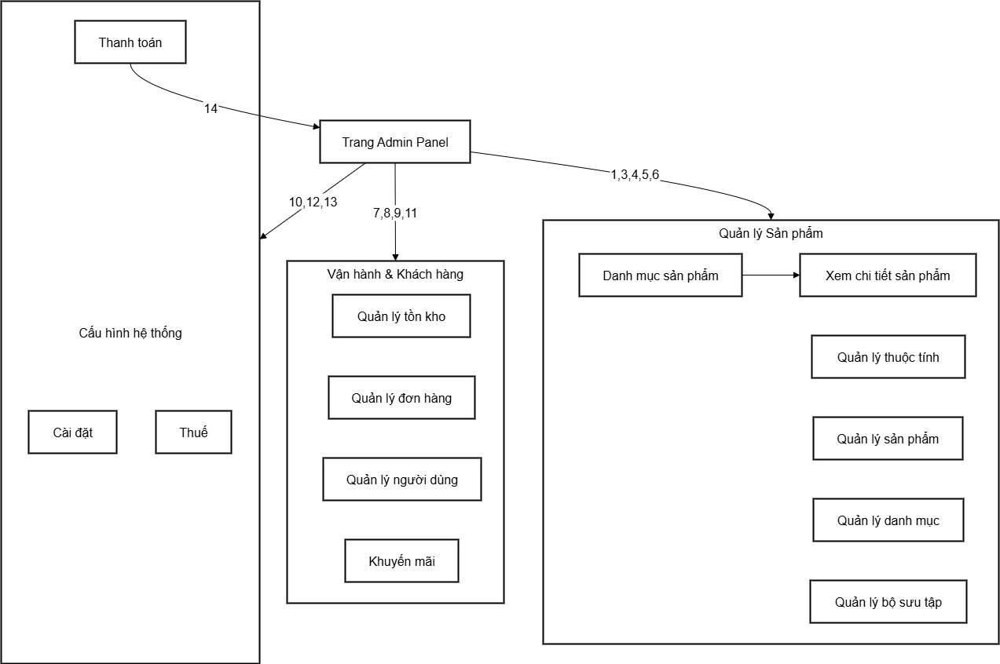 Thanh toán
14
Trang Admin Panel
10,12,13
7,8,9,11
1,3,4,5,6
Cấu hình hệ thống
Cài đặt
Thuế
Vận hành & Khách hàng
Quản lý tồn kho
Quản lý đơn hàng
Quản lý người dùng
Khuyến mãi
Quản lý Sản phẩm
Danh mục sản phẩm
Xem chi tiết sản phẩm
Quản lý thuộc tính
Quản lý sản phẩm
Quản lý danh mục
Quản lý bộ sưu tập